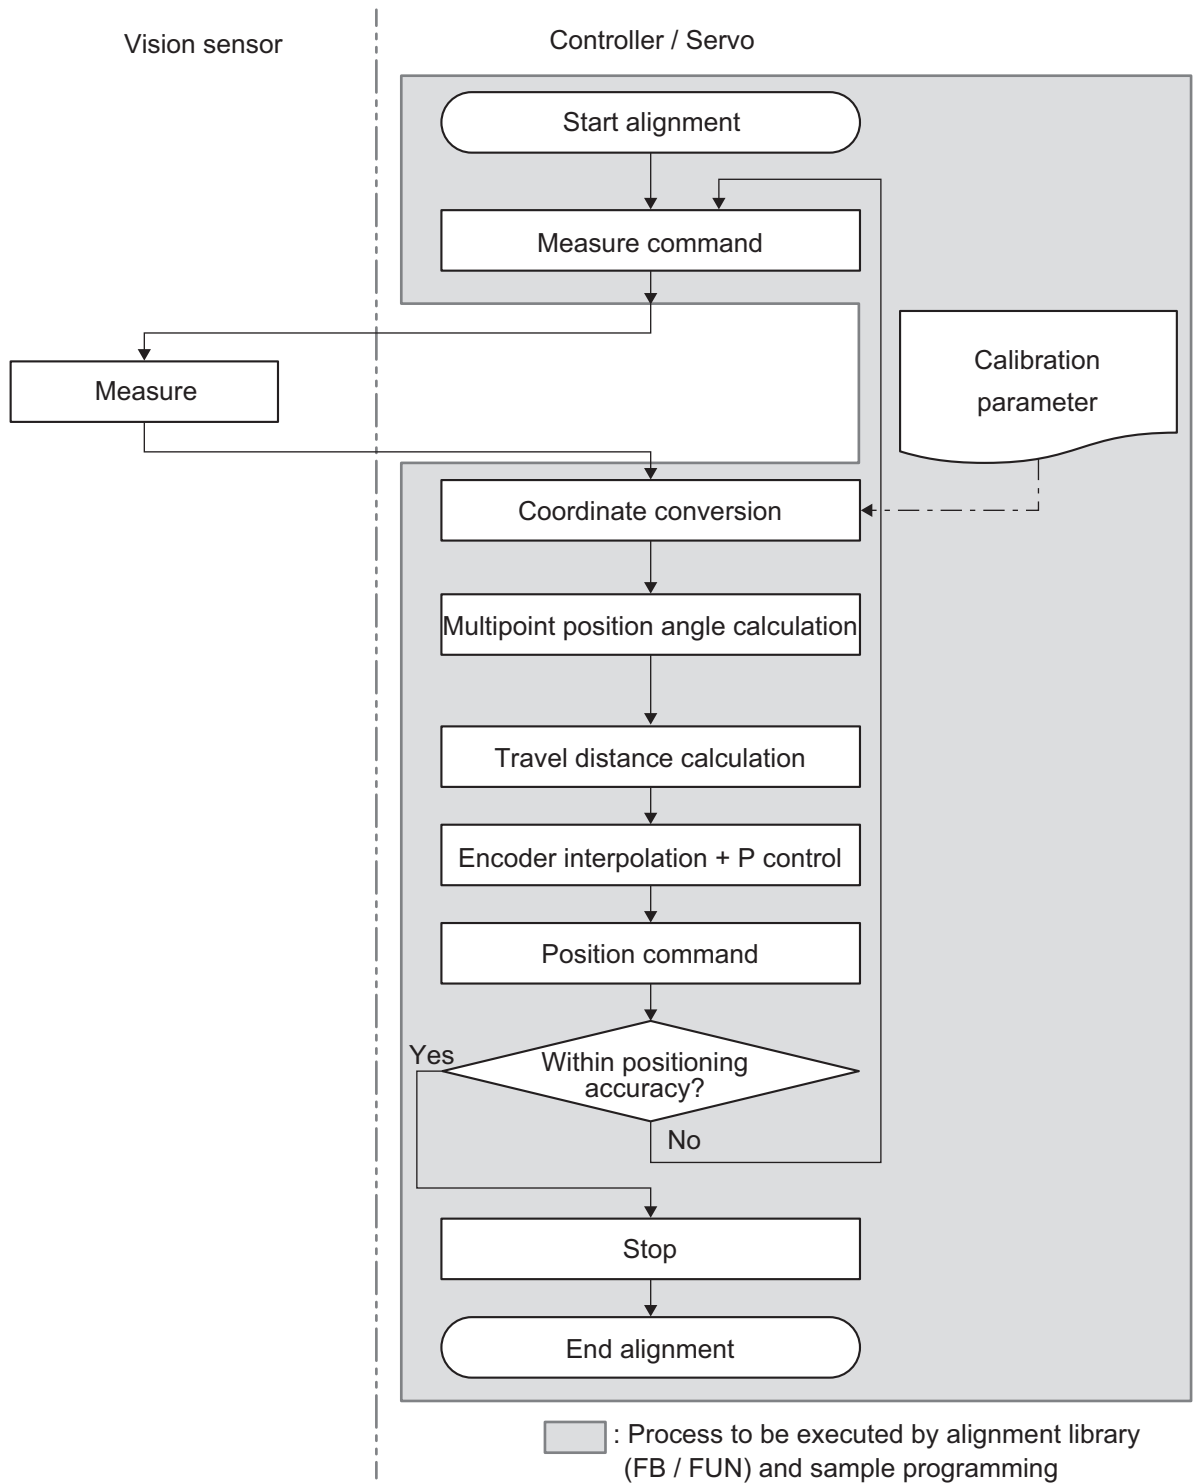 Vision sensor
Controller / Servo
Start alignment
Measure command
Measure
Calibration
parameter
Coordinate conversion
Multipoint position angle calculation
Travel distance calculation
Encoder interpolation + P control
Position command
Yes
Within positioning
accuracy?
No
Stop
End alignment
: Process to be executed by alignment library
(FB / FUN) and sample programming